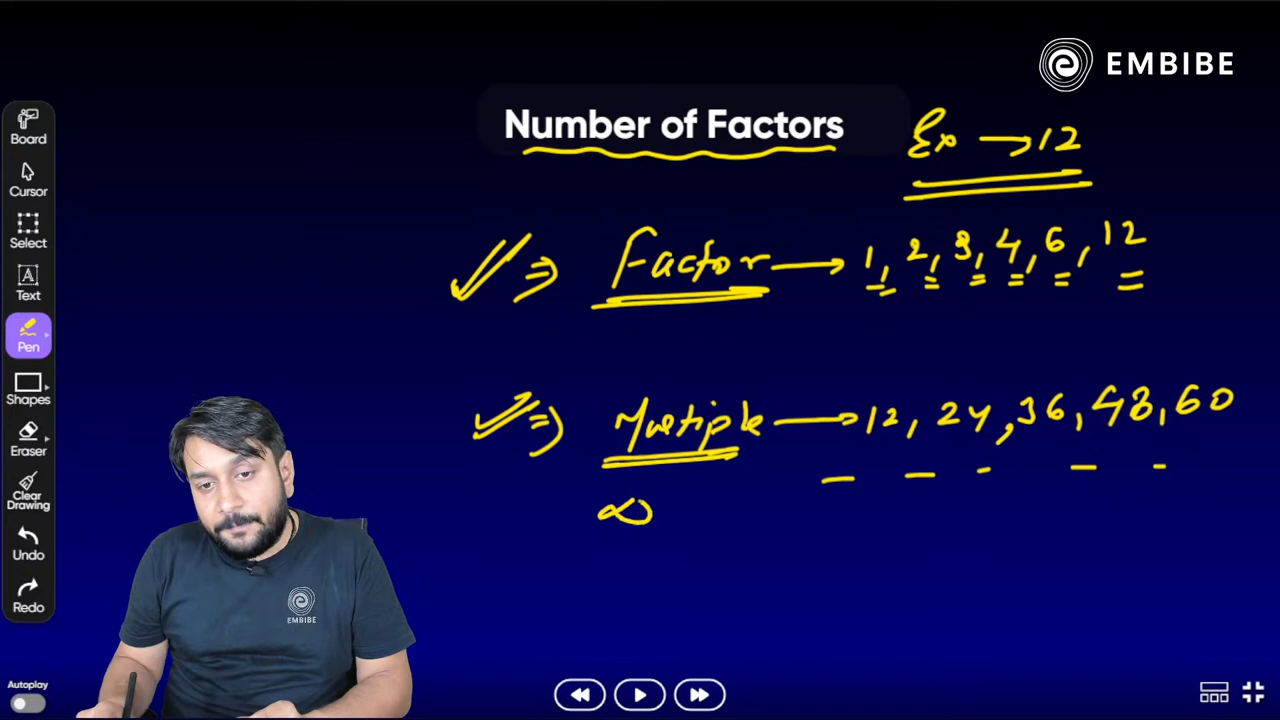 EMBIBE
Number of Factors
Ex → 12
Board
Cursor
Select
Text
Pen
Shapes
Eraser
Clear
Drawing
Undo
Redo
⇒ Factor → 1, 2, 3, 4, 6, 12
⇒ Multiple → 12, 24, 36, 48, 60
∞
EMBIBE
Autoplay